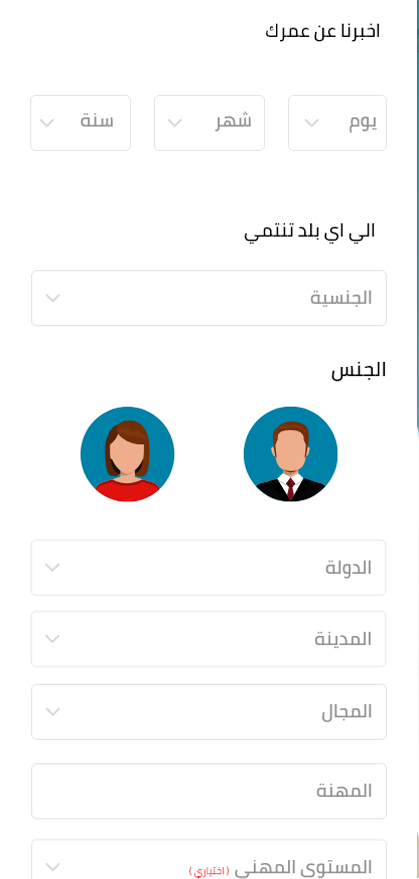 اخبرنا عن عمرك
يوم شهر سنة
الي اي بلد تنتمي
الجنسية
الجنس
الدولة
المدينة
المجال
المهنة
المستوى المهني (اختياري)